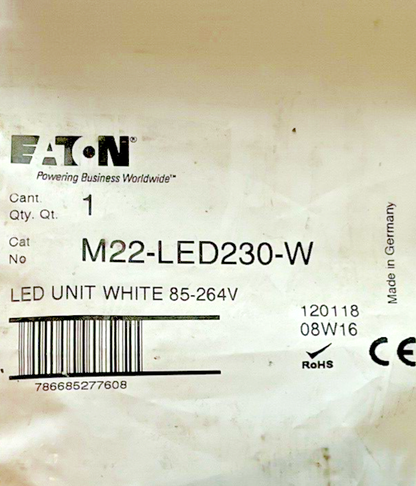 EATON®
Powering Business Worldwide™
Cant.
Qty. Qt. 1
Cat
No M22-LED230-W
LED UNIT WHITE 85-264V
Made in Germany
120118
08W16
RoHS
CE
786685277608